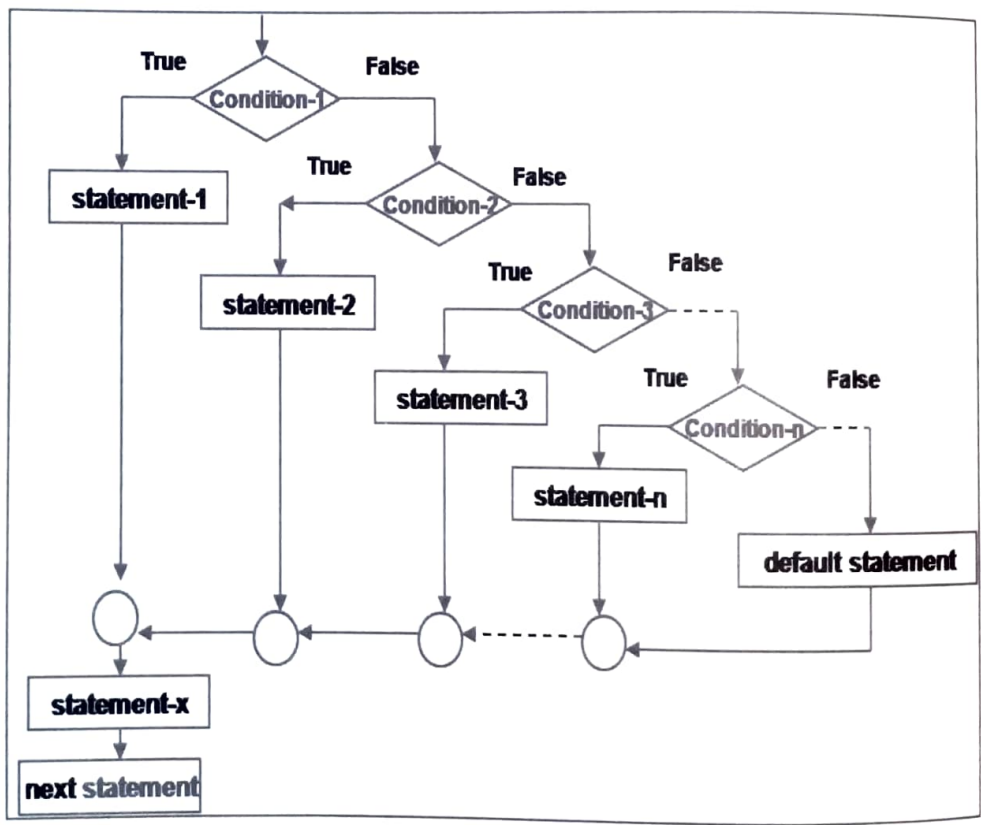 True
False
Condition-1
statement-1
True
False
Condition-2
statement-2
True
False
Condition-3
statement-3
True
False
Condition-n
statement-n
default statement
statement-x
next statement